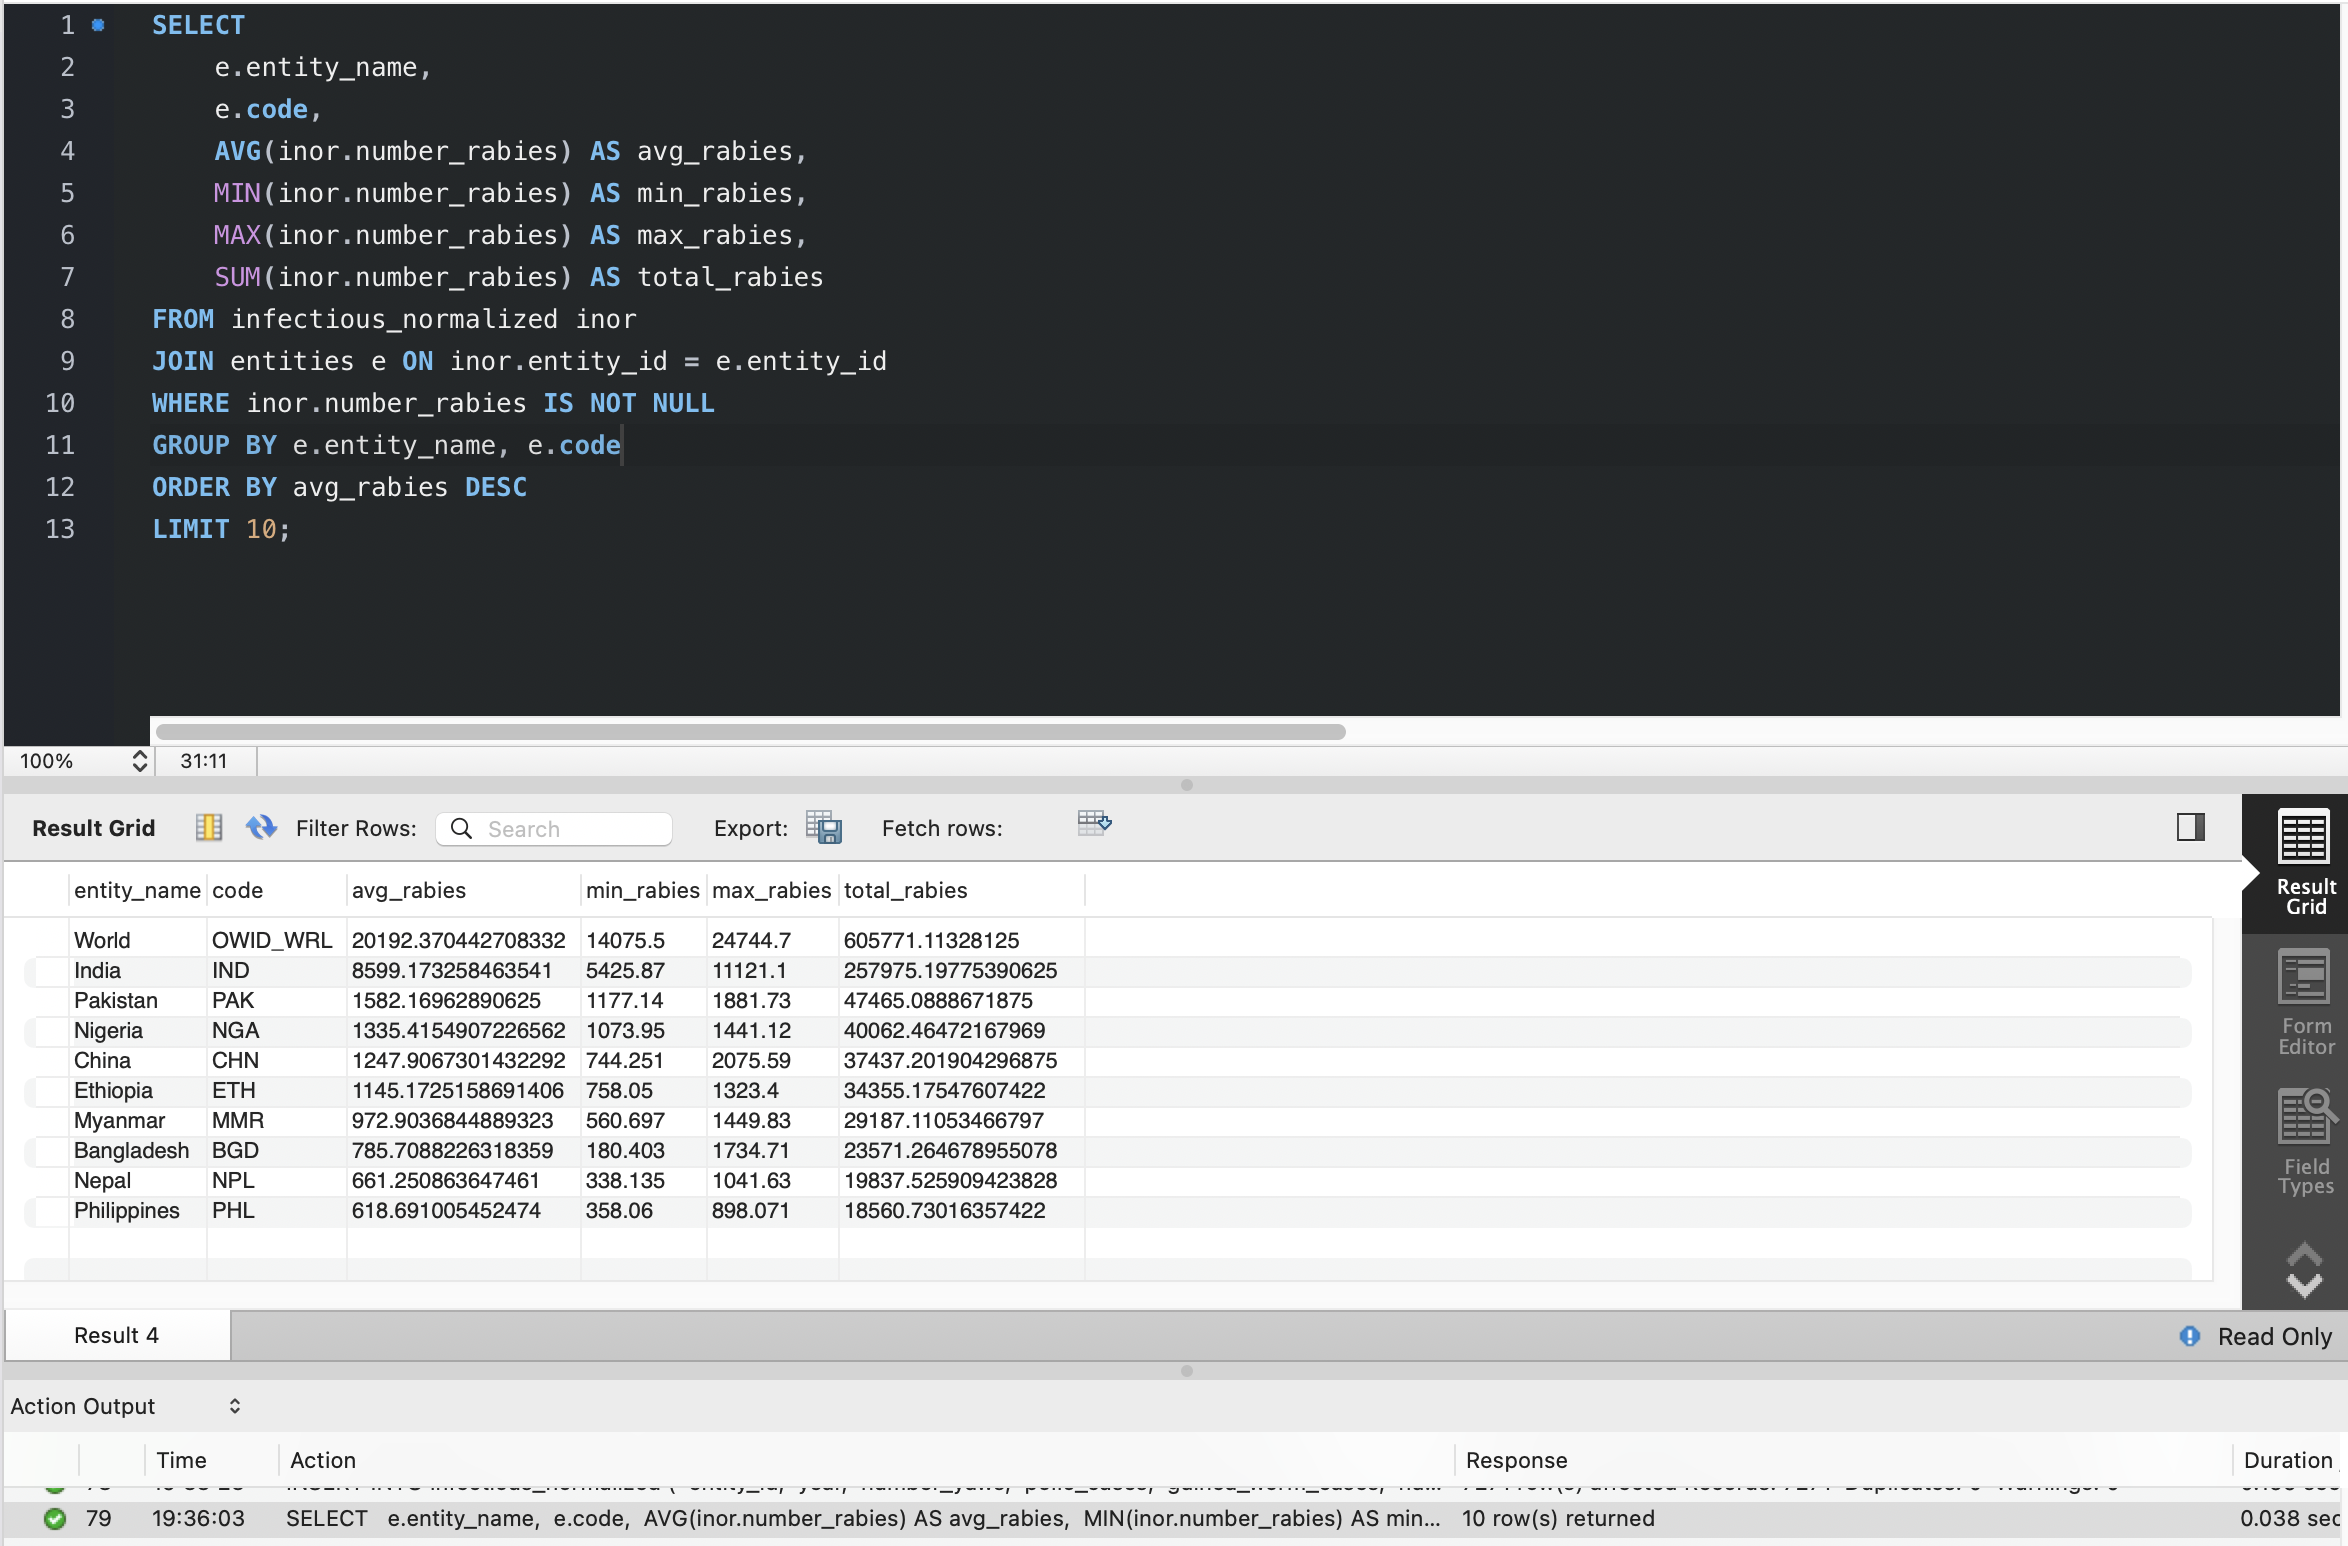 1 SELECT
2 e.entity_name,
3 e.code,
4 AVG(inor.number_rabies) AS avg_rabies,
5 MIN(inor.number_rabies) AS min_rabies,
6 MAX(inor.number_rabies) AS max_rabies,
7 SUM(inor.number_rabies) AS total_rabies
8 FROM infectious_normalized inor
9 JOIN entities e ON inor.entity_id = e.entity_id
10 WHERE inor.number_rabies IS NOT NULL
11 GROUP BY e.entity_name, e.code
12 ORDER BY avg_rabies DESC
13 LIMIT 10;
100% 31:11
Result Grid Filter Rows: Search Export: Fetch rows:
entity_name code avg_rabies min_rabies max_rabies total_rabies
World OWID_WRL 20192.370442708332 14075.5 24744.7 605771.11328125
India IND 8599.173258463541 5425.87 11121.1 257975.19775390625
Pakistan PAK 1582.16962890625 1177.14 1881.73 47465.0888671875
Nigeria NGA 1335.4154907226562 1073.95 1441.12 40062.46472167969
China CHN 1247.9067301432292 744.251 2075.59 37437.201904296875
Ethiopia ETH 1145.1725158691406 758.05 1323.4 34355.17547607422
Myanmar MMR 972.9036844889323 560.697 1449.83 29187.11053466797
Bangladesh BGD 785.7088226318359 180.403 1734.71 23571.264678955078
Nepal NPL 661.250863647461 338.135 1041.63 19837.525909423828
Philippines PHL 618.691005452474 358.06 898.071 18560.73016357422
Result
Grid
Form
Editor
Field
Types
Result 4 Read Only
Action Output
Time Action Response Duration
79 19:36:03 SELECT e.entity_name, e.code, AVG(inor.number_rabies) AS avg_rabies, MIN(inor.number_rabies) AS min... 10 row(s) returned 0.038 sec